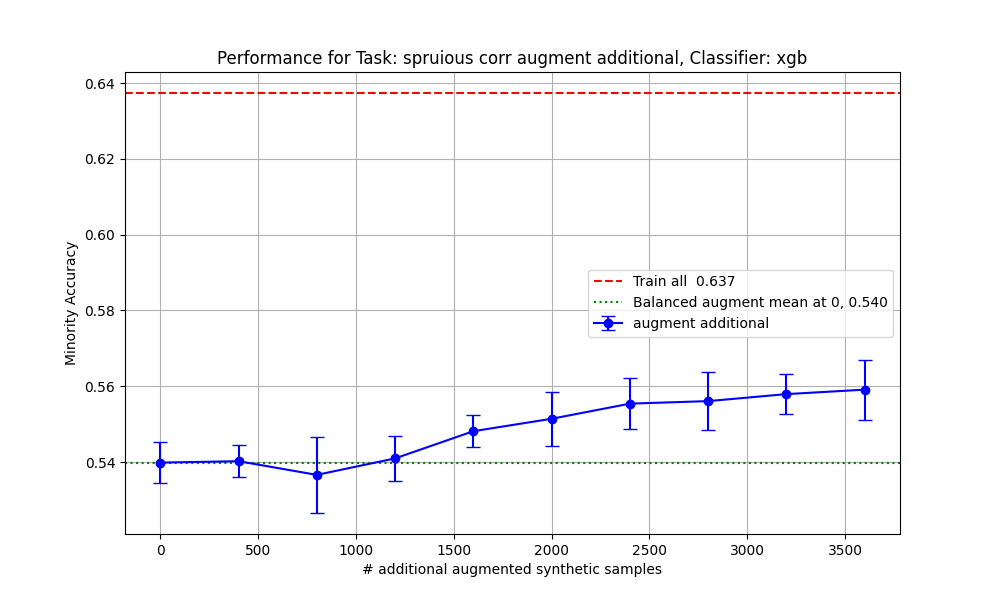 Performance for Task: spruious corr augment additional, Classifier: xgb
0.64
0.62
0.60
0.58
0.56
0.54
Minority Accuracy
Train all  0.637
Balanced augment mean at 0, 0.540
augment additional
0 500 1000 1500 2000 2500 3000 3500
# additional augmented synthetic samples